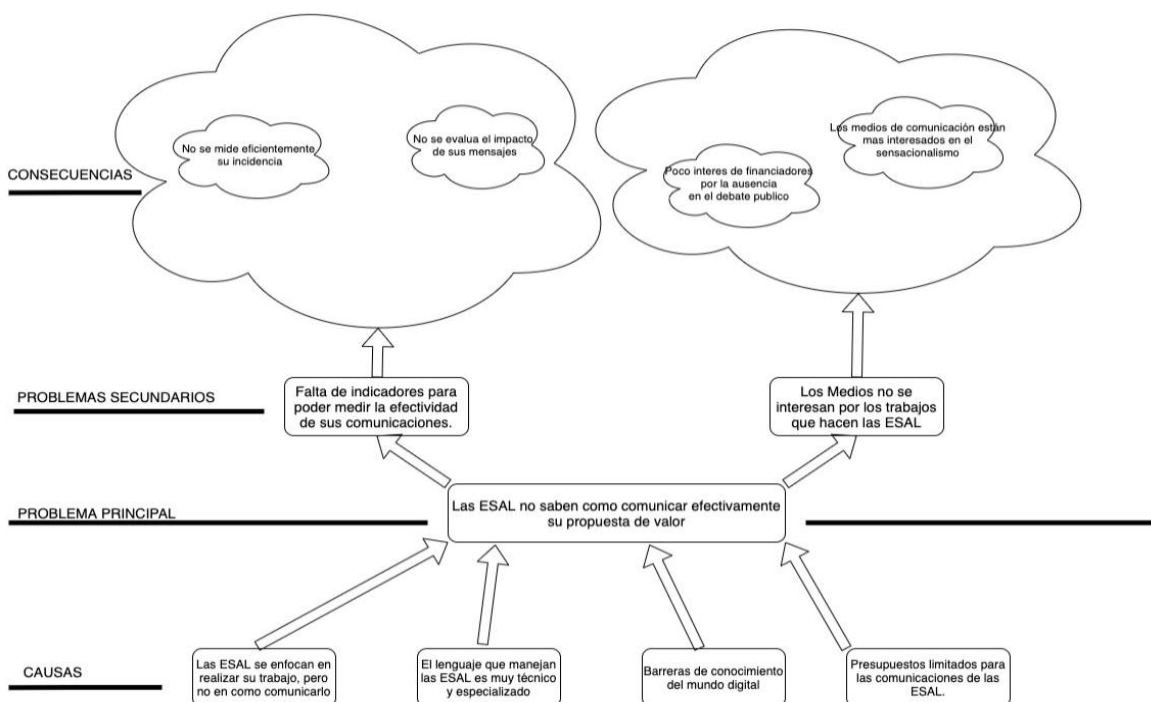 No se mide eficientemente
su incidencia
No se evalua el impacto
de sus mensajes
Los medios de comunicación están
mas interesados en el
sensacionalismo
Poco interes de financiadores
por la ausencia
en el debate publico
CONSECUENCIAS
PROBLEMAS SECUNDARIOS
Falta de indicadores para
poder medir la efectividad
de sus comunicaciones.
Los Medios no se
interesan por los trabajos
que hacen las ESAL
PROBLEMA PRINCIPAL
Las ESAL no saben como comunicar efectivamente
su propuesta de valor
CAUSAS
Las ESAL se enfocan en
realizar su trabajo, pero
no en como comunicarlo
El lenguaje que manejan
las ESAL es muy técnico
y especializado
Barreras de conocimiento
del mundo digital
Presupuestos limitados para
las comunicaciones de las
ESAL.